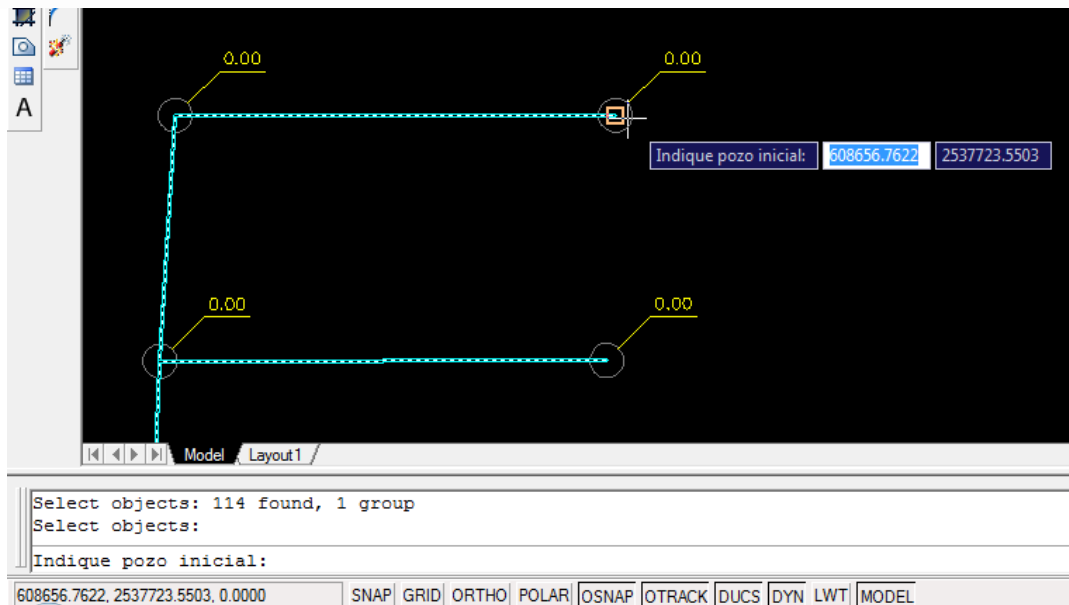 0.00
0.00
A
Indique pozo inicial: 608656.7622 2537723.5503
0.00
0.00
Model Layout1
Select objects: 114 found, 1 group
Select objects:
Indique pozo inicial:
608656.7622, 2537723.5503, 0.0000 SNAP GRID ORTHO POLAR OSNAP OTRACK DUCS DYN LWT MODEL